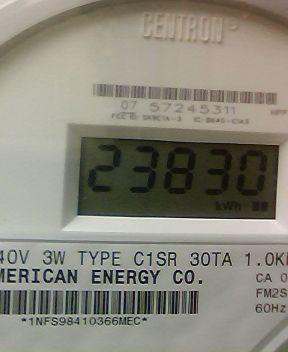 CENTRON®
07 57245311
23830
kWh
40V 3W TYPE C1SR 30TA 1.0K
MERICAN ENERGY CO.
CA 0
FM2S
*1NFS98410366MEC*
60Hz